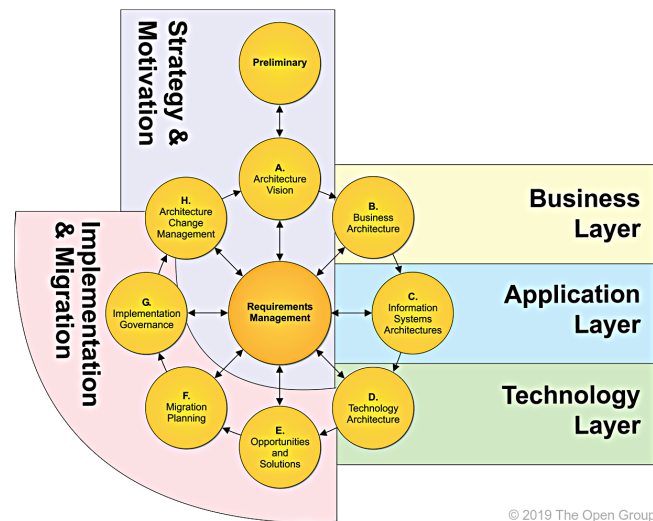 Strategy &
Motivation
Preliminary
A.
Architecture
Vision
H.
Architecture
Change
Management
B.
Business
Architecture
Business
Layer
Implementation
& Migration
G.
Implementation
Governance
Requirements
Management
C.
Information
Systems
Architectures
Application
Layer
F.
Migration
Planning
E.
Opportunities
and
Solutions
D.
Technology
Architecture
Technology
Layer
© 2019 The Open Group